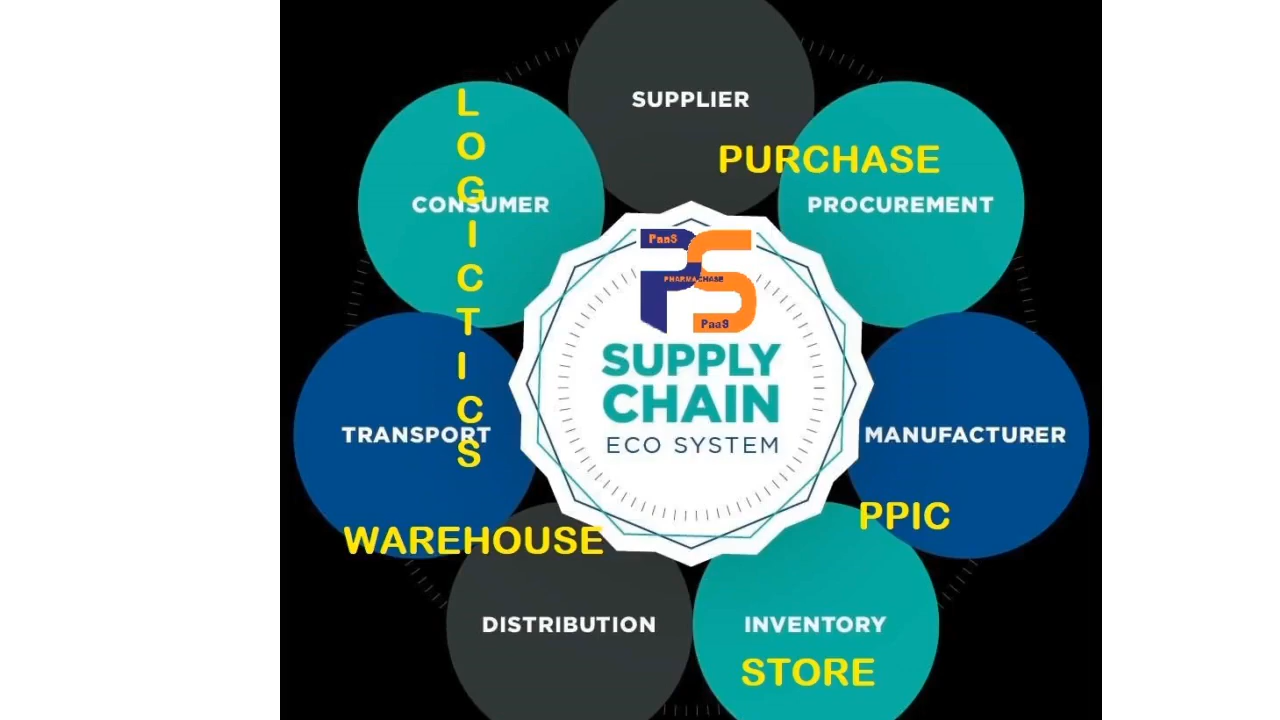 SUPPLIER
PURCHASE
CONSUMER
PROCUREMENT
LOGICTICS
PaaS
PHARMACHASE
PaaS
SUPPLY
CHAIN
ECO SYSTEM
TRANSPORT
MANUFACTURER
PPIC
WAREHOUSE
DISTRIBUTION
INVENTORY
STORE